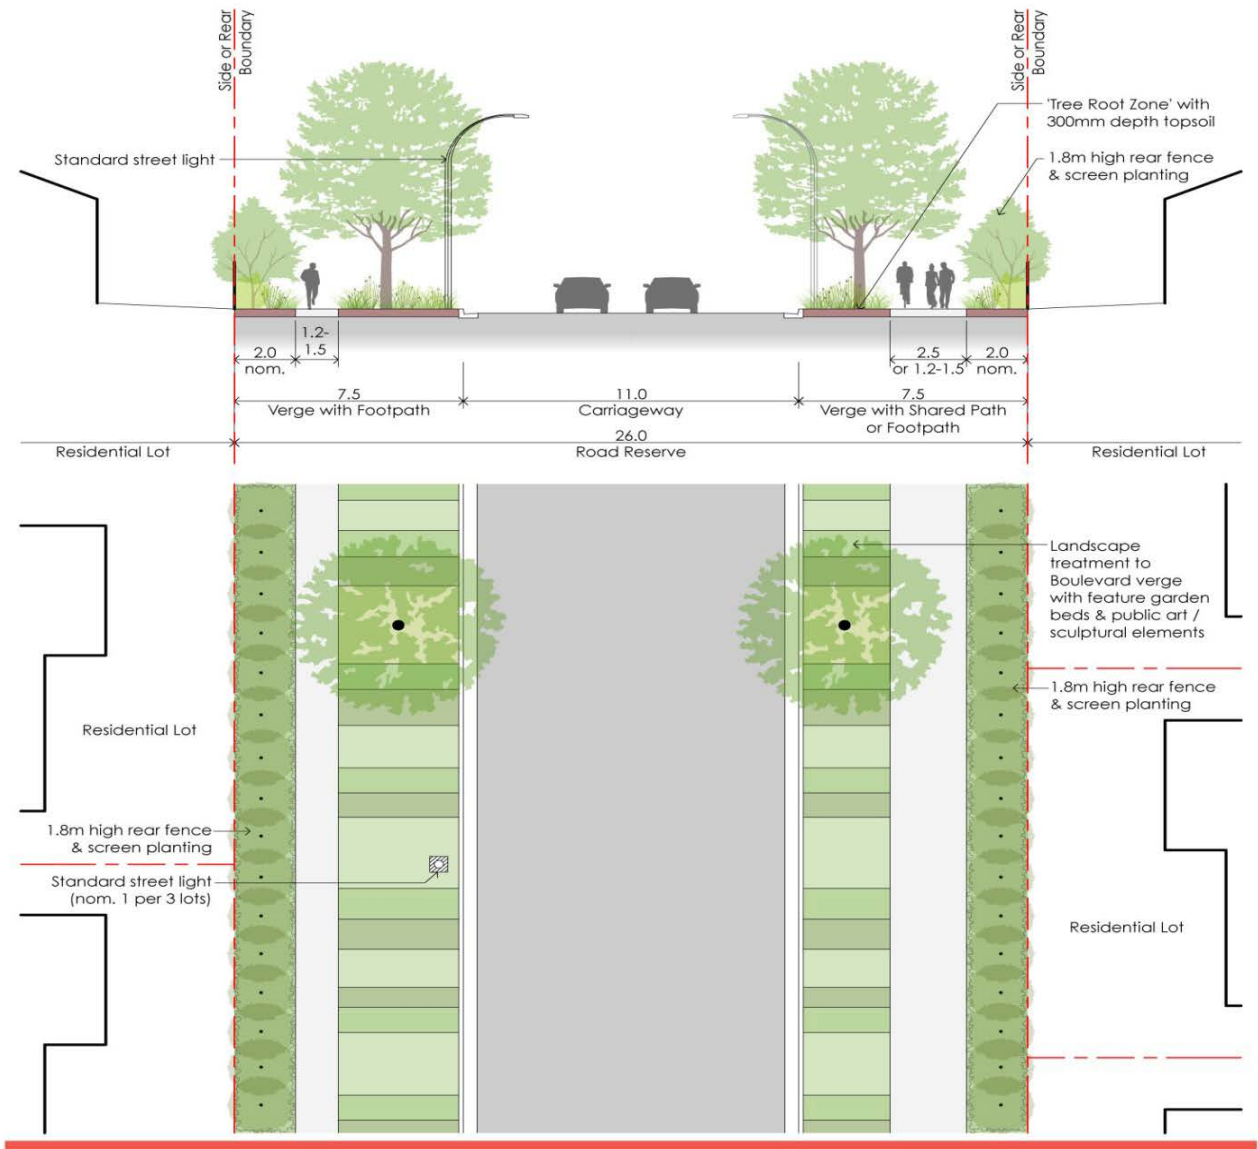 Side or Rear
Boundary
Side or Rear
Boundary
'Tree Root Zone' with
300mm depth topsoil
Standard street light
1.8m high rear fence
& screen planting
1.2-
1.5
2.0
nom.
2.5
or 1.2-1.5
2.0
nom.
7.5
Verge with Footpath
11.0
Carriageway
7.5
Verge with Shared Path
or Footpath
Residential Lot
26.0
Road Reserve
Residential Lot
Landscape
treatment to
Boulevard verge
with feature garden
beds & public art /
sculptural elements
1.8m high rear fence
& screen planting
Residential Lot
1.8m high rear fence
& screen planting
Standard street light
(nom. 1 per 3 lots)
Residential Lot